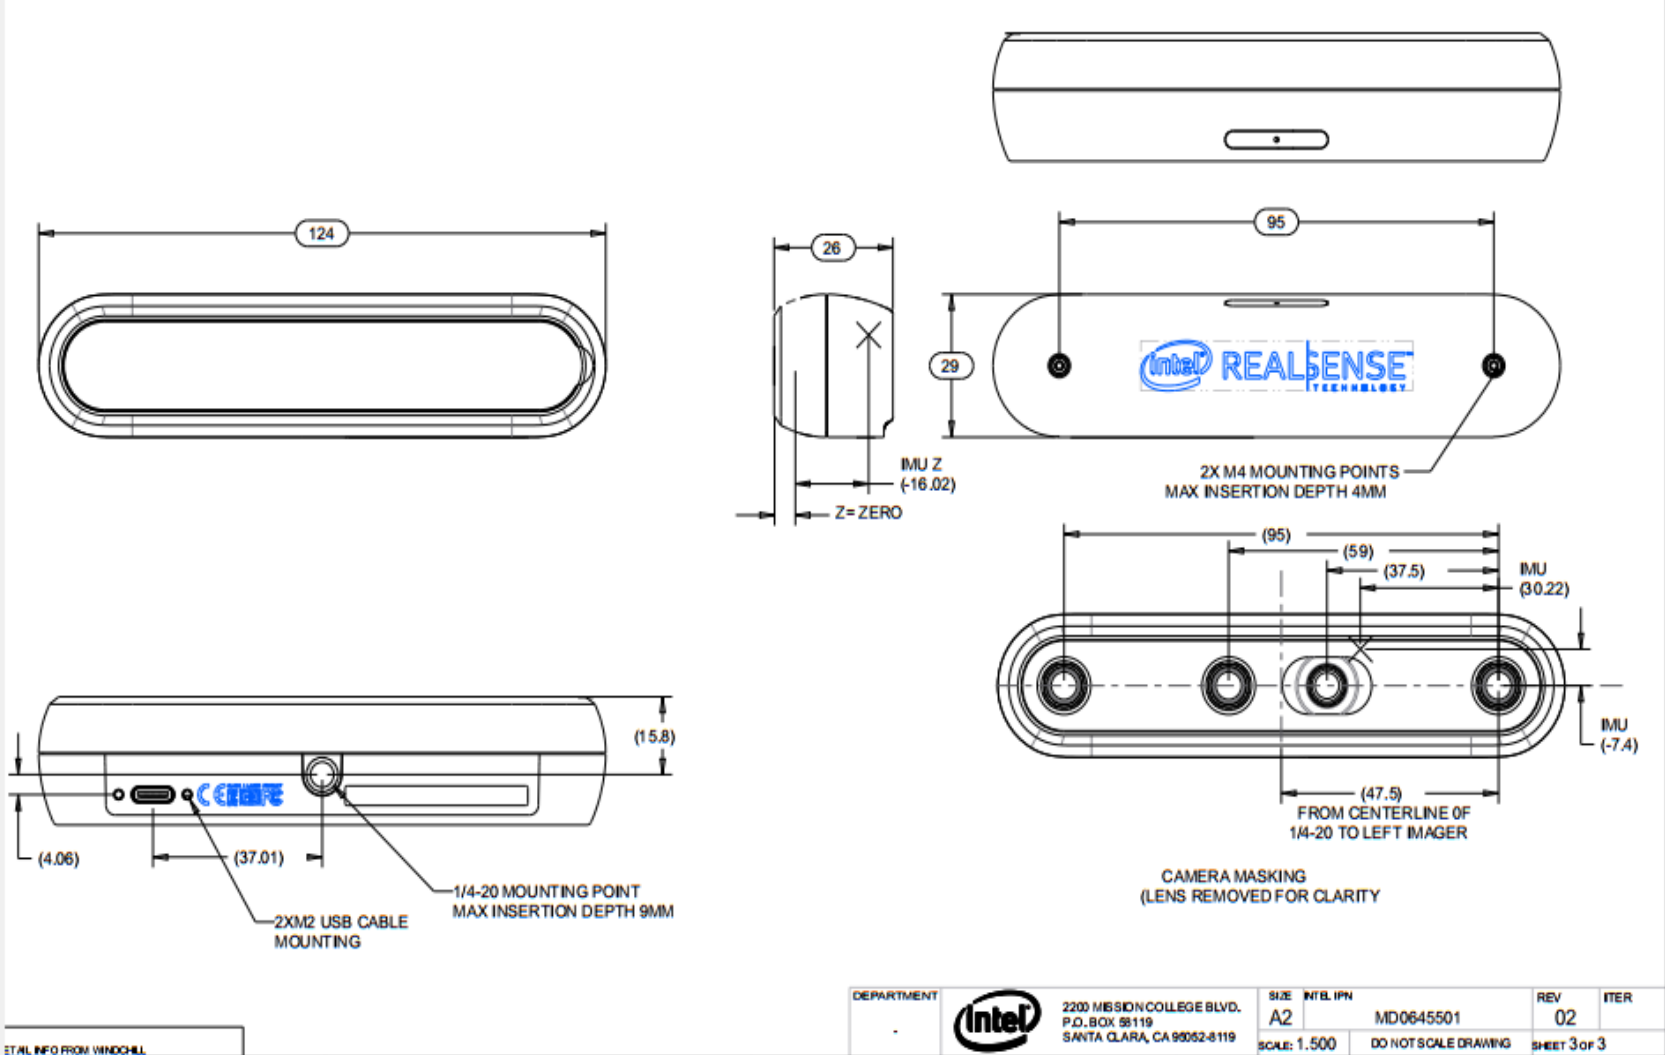 124
26
95
29
intel REALSENSE
TECHNOLOGY
IMU Z
(-16.02)
Z= ZERO
2X M4 MOUNTING POINTS
MAX INSERTION DEPTH 4MM
(95)
(59)
(37.5)
IMU
(30.22)
IMU
(-7.4)
(47.5)
FROM CENTERLINE OF
1/4-20 TO LEFT IMAGER
CAMERA MASKING
(LENS REMOVED FOR CLARITY
(15.8)
CE
FC
(4.06)
(37.01)
1/4-20 MOUNTING POINT
MAX INSERTION DEPTH 9MM
2XM2 USB CABLE
MOUNTING
ETAIL INFO FROM WINDCHILL
DEPARTMENT
-
intel
2200 MISSION COLLEGE BLVD.
P.O. BOX 58119
SANTA CLARA, CA 95052-8119
SIZE
A2
INTEL IPN
MD0645501
REV
02
ITER
SCALE: 1.500
DO NOT SCALE DRAWING
SHEET 3 OF 3